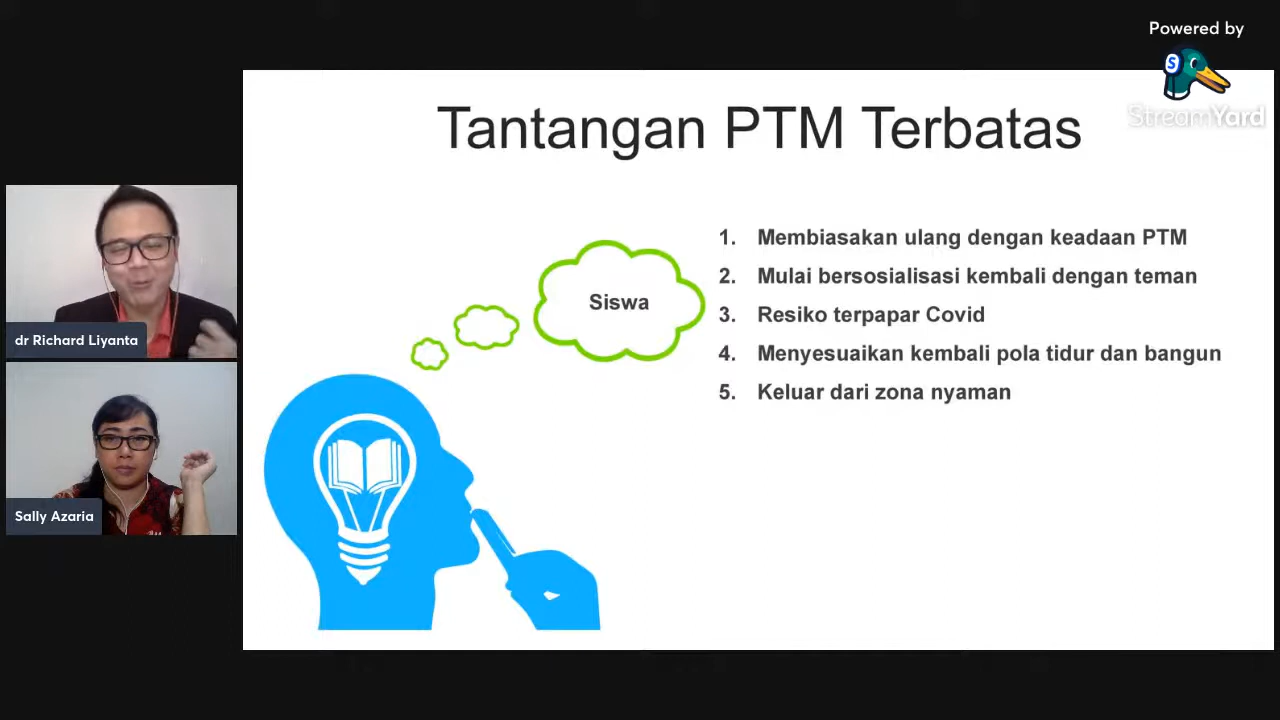 Powered by
StreamYard
Tantangan PTM Terbatas
Siswa
1. Membiasakan ulang dengan keadaan PTM
2. Mulai bersosialisasi kembali dengan teman
3. Resiko terpapar Covid
4. Menyesuaikan kembali pola tidur dan bangun
5. Keluar dari zona nyaman
dr Richard Liyanta
Sally Azaria